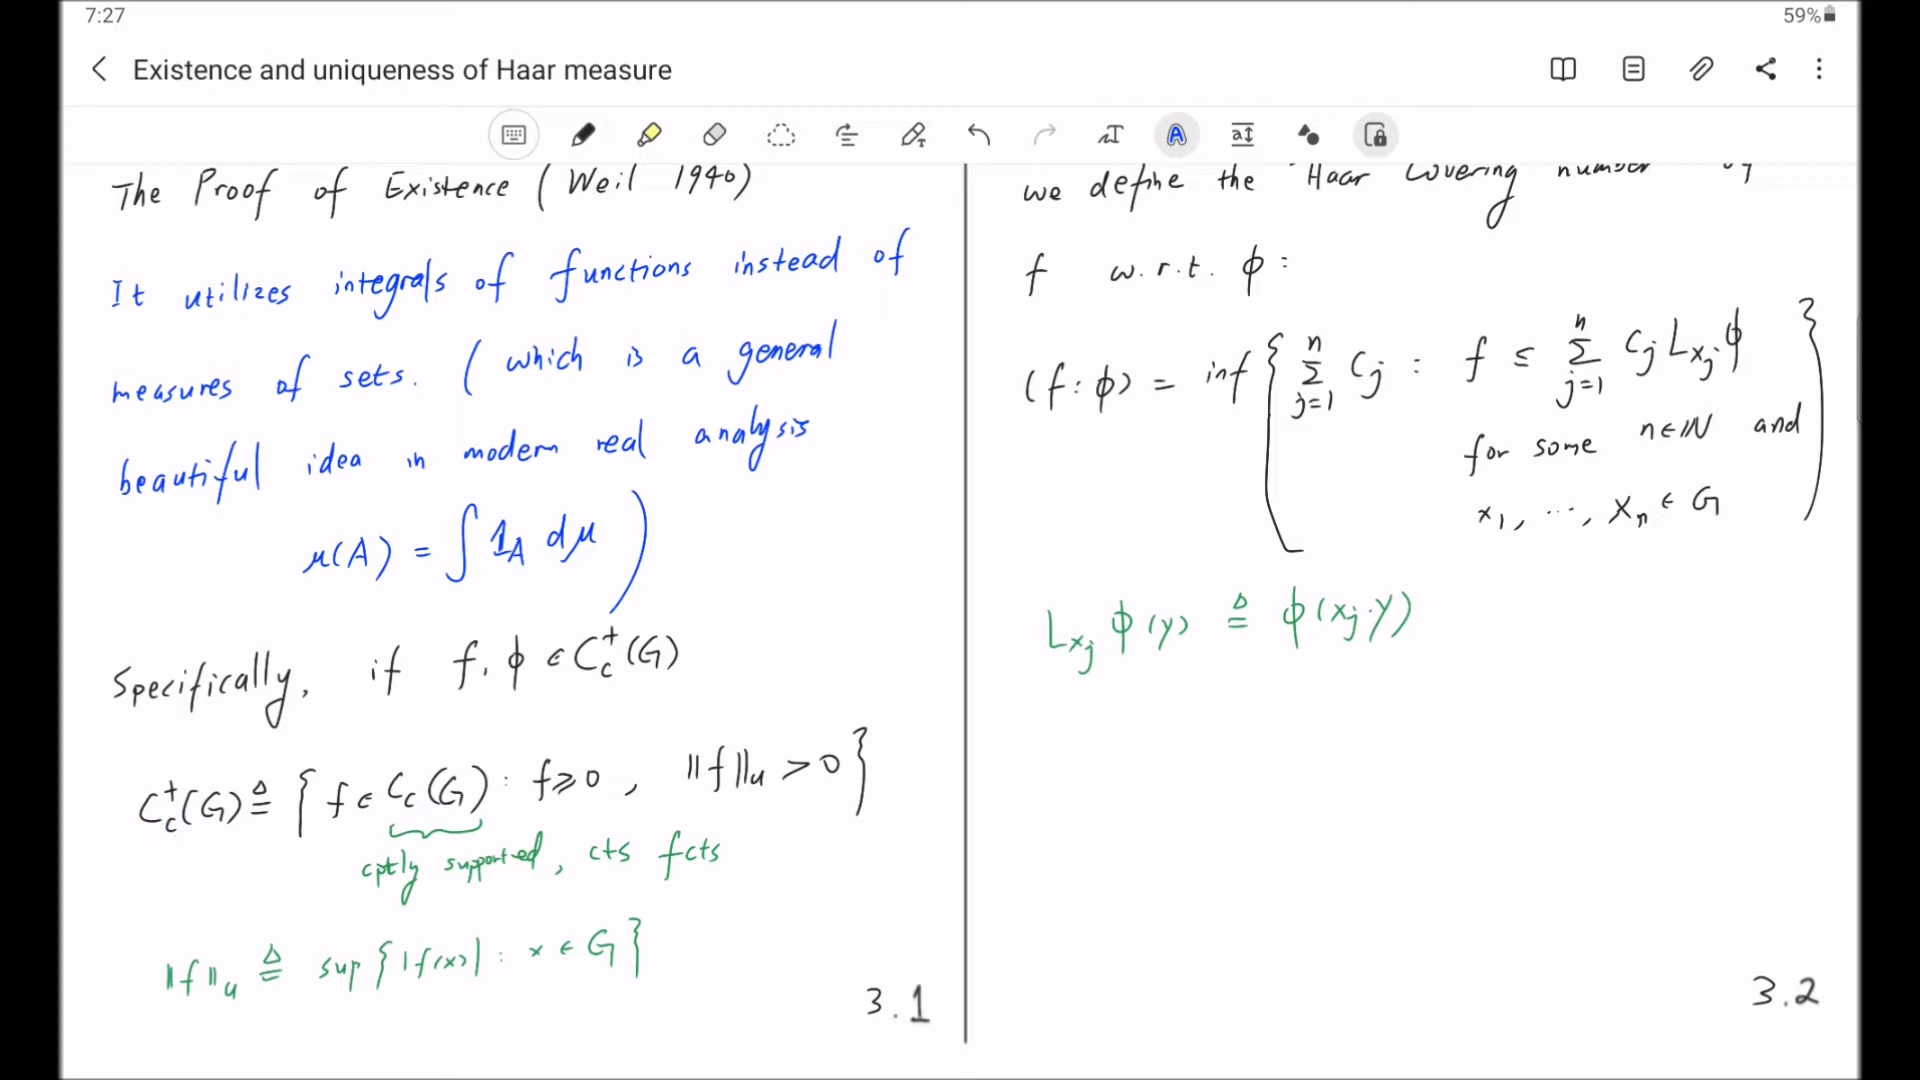 7:27
59%
Existence and uniqueness of Haar measure
The Proof of Existence (Weil 1940)
It utilizes integrals of functions instead of
measures of sets. (which is a general
beautiful idea in modern real analysis
μ(A) = ∫ 1_A dμ )
Specifically, if f, ϕ ∈ C_c^+(G)
C_c^+(G) ≜ { f ∈ C_c(G) : f ⩾ 0 , ‖f‖_u > 0 }
cptly supported, cts fcts
‖f‖_u ≜ sup { |f(x)| : x ∈ G }
3.1
we define the "Haar Covering number of
f w.r.t. ϕ :
(f : ϕ) = inf { Σ_{j=1}^n C_j : f ≤ Σ_{j=1}^n C_j L_{x_j} ϕ
for some n ∈ ℕ and
x_1, ..., x_n ∈ G }
L_{x_j} ϕ(y) ≜ ϕ(x_j · y)
3.2